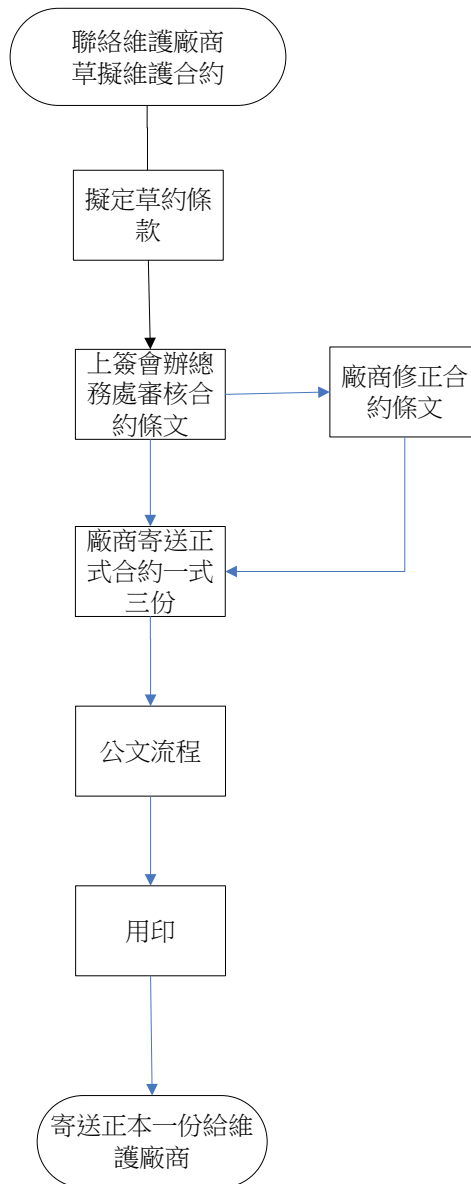 聯絡維護廠商
草擬維護合約
擬定草約條
款
上簽會辦總
務處審核合
約條文
廠商修正合
約條文
廠商寄送正
式合約一式
三份
公文流程
用印
寄送正本一份給維
護廠商